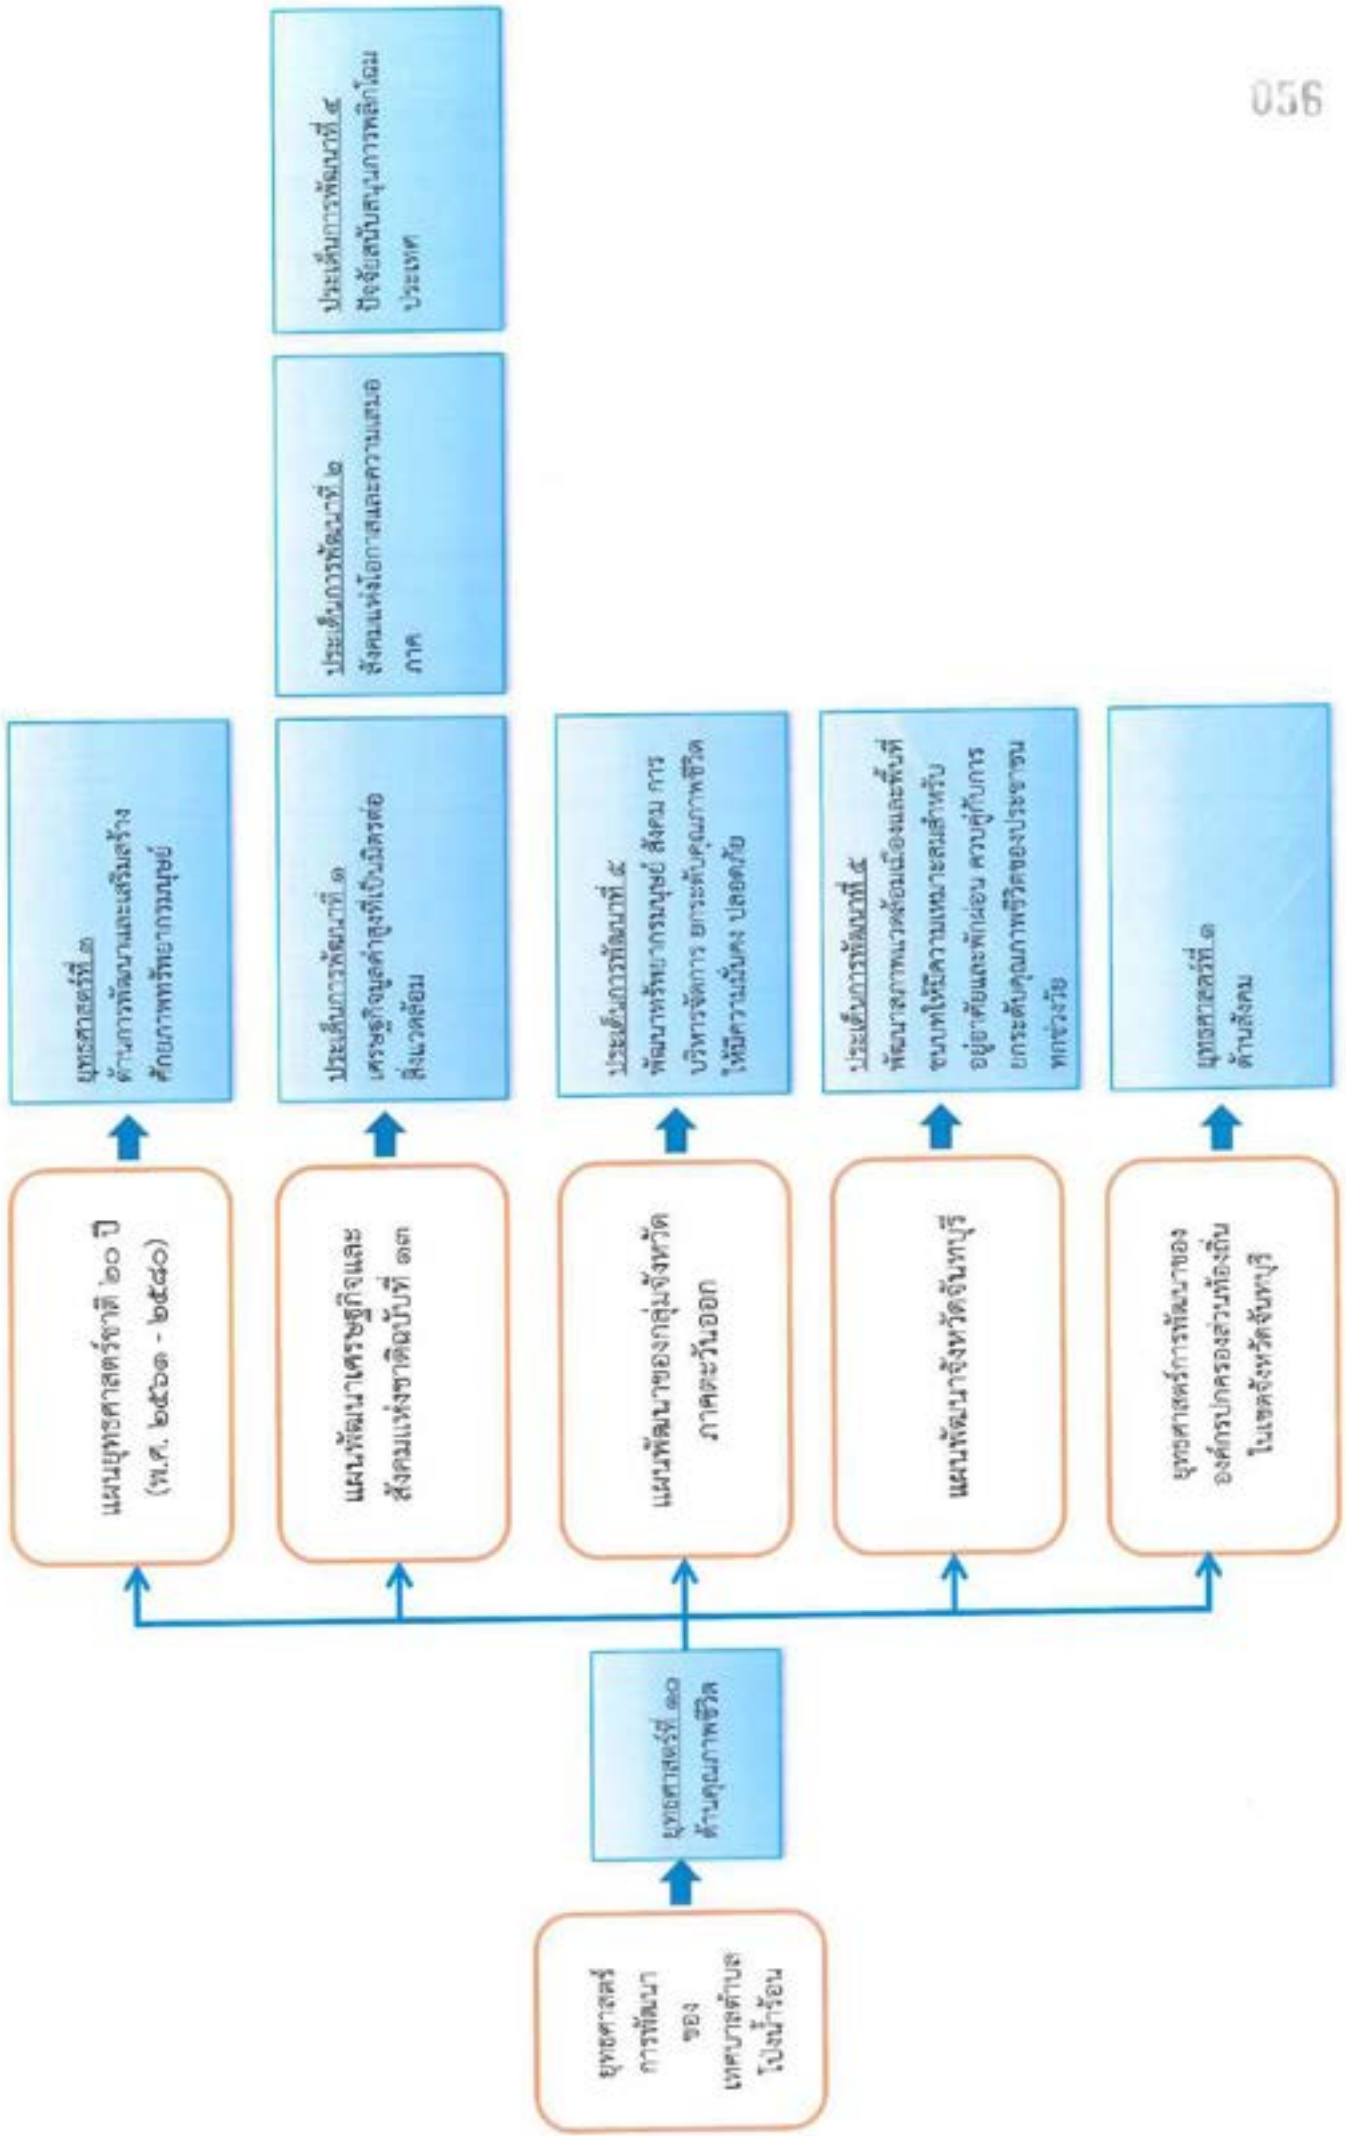 056
ยุทธศาสตร์
การพัฒนา
ของ
เทศบาลตำบล
โป่งน้ำร้อน
ยุทธศาสตร์ที่ ๑๐
ด้านคุณภาพชีวิต
แผนยุทธศาสตร์ชาติ ๒๐ ปี
(พ.ศ. ๒๕๖๑ - ๒๕๘๐)
ยุทธศาสตร์ที่ ๓
ด้านการพัฒนาและเสริมสร้าง
ศักยภาพทรัพยากรมนุษย์
แผนพัฒนาเศรษฐกิจและ
สังคมแห่งชาติฉบับที่ ๑๓
ประเด็นการพัฒนาที่ ๑
เศรษฐกิจมูลค่าสูงที่เป็นมิตรต่อ
สิ่งแวดล้อม
ประเด็นการพัฒนาที่ ๒
สังคมแห่งโอกาสและความเสมอ
ภาค
ประเด็นการพัฒนาที่ ๔
ปัจจัยสนับสนุนการพลิกโฉม
ประเทศ
แผนพัฒนาของกลุ่มจังหวัด
ภาคตะวันออก
ประเด็นการพัฒนาที่ ๕
พัฒนาทรัพยากรมนุษย์ สังคม การ
บริหารจัดการ ยกระดับคุณภาพชีวิต
ให้มีความมั่นคง ปลอดภัย
แผนพัฒนาจังหวัดจันทบุรี
ประเด็นการพัฒนาที่ ๕
พัฒนาสภาพแวดล้อมเมืองและพื้นที่
ชนบทให้มีความเหมาะสมสำหรับ
อยู่อาศัยและพักผ่อน ควบคู่กับการ
ยกระดับคุณภาพชีวิตของประชาชน
ทุกช่วงวัย
ยุทธศาสตร์การพัฒนาของ
องค์กรปกครองส่วนท้องถิ่น
ในเขตจังหวัดจันทบุรี
ยุทธศาสตร์ที่ ๑
ด้านสังคม